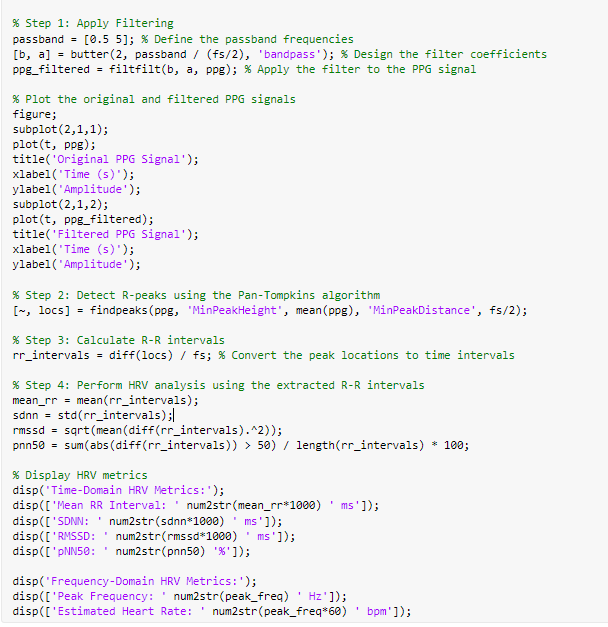 % Step 1: Apply Filtering
passband = [0.5 5]; % Define the passband frequencies
[b, a] = butter(2, passband / (fs/2), 'bandpass'); % Design the filter coefficients
ppg_filtered = filtfilt(b, a, ppg); % Apply the filter to the PPG signal
% Plot the original and filtered PPG signals
figure;
subplot(2,1,1);
plot(t, ppg);
title('Original PPG Signal');
xlabel('Time (s)');
ylabel('Amplitude');
subplot(2,1,2);
plot(t, ppg_filtered);
title('Filtered PPG Signal');
xlabel('Time (s)');
ylabel('Amplitude');
% Step 2: Detect R-peaks using the Pan-Tompkins algorithm
[~, locs] = findpeaks(ppg, 'MinPeakHeight', mean(ppg), 'MinPeakDistance', fs/2);
% Step 3: Calculate R-R intervals
rr_intervals = diff(locs) / fs; % Convert the peak locations to time intervals
% Step 4: Perform HRV analysis using the extracted R-R intervals
mean_rr = mean(rr_intervals);
sdnn = std(rr_intervals);
rmssd = sqrt(mean(diff(rr_intervals).^2));
pnn50 = sum(abs(diff(rr_intervals)) > 50) / length(rr_intervals) * 100;
% Display HRV metrics
disp('Time-Domain HRV Metrics:');
disp(['Mean RR Interval: ' num2str(mean_rr*1000) ' ms']);
disp(['SDNN: ' num2str(sdnn*1000) ' ms']);
disp(['RMSSD: ' num2str(rmssd*1000) ' ms']);
disp(['pNN50: ' num2str(pnn50) '%']);
disp('Frequency-Domain HRV Metrics:');
disp(['Peak Frequency: ' num2str(peak_freq) ' Hz']);
disp(['Estimated Heart Rate: ' num2str(peak_freq*60) ' bpm']);